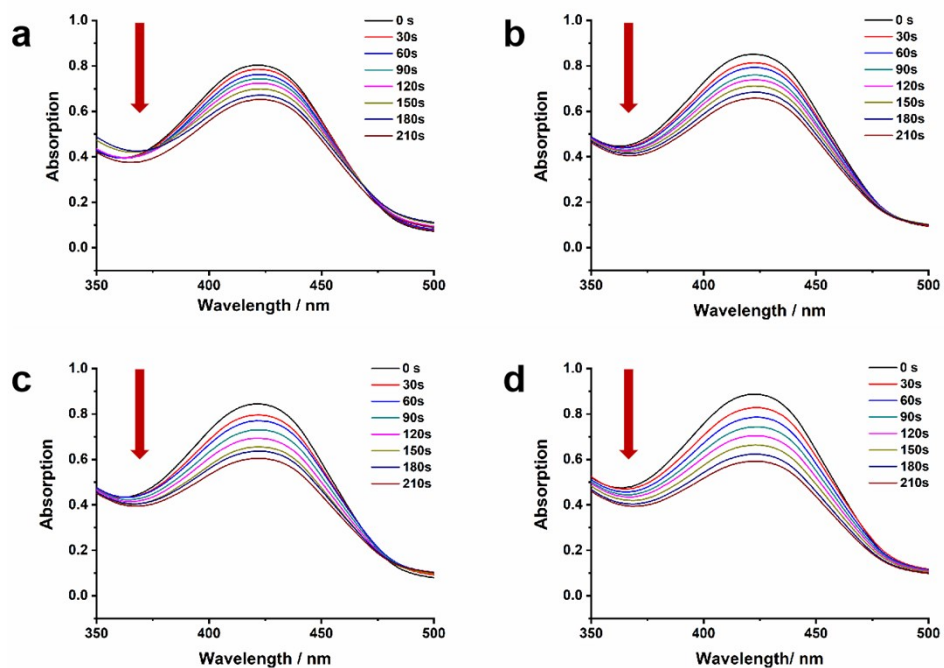 a
Absorption
1.0
0.8
0.6
0.4
0.2
0.0
350
400
450
500
Wavelength / nm
0 s
30s
60s
90s
120s
150s
180s
210s
b
Absorption
1.0
0.8
0.6
0.4
0.2
0.0
350
400
450
500
Wavelength / nm
0 s
30s
60s
90s
120s
150s
180s
210s
c
Absorption
1.0
0.8
0.6
0.4
0.2
0.0
350
400
450
500
Wavelength / nm
0 s
30s
60s
90s
120s
150s
180s
210s
d
Absorption
1.0
0.8
0.6
0.4
0.2
0.0
350
400
450
500
Wavelength/ nm
0 s
30s
60s
90s
120s
150s
180s
210s